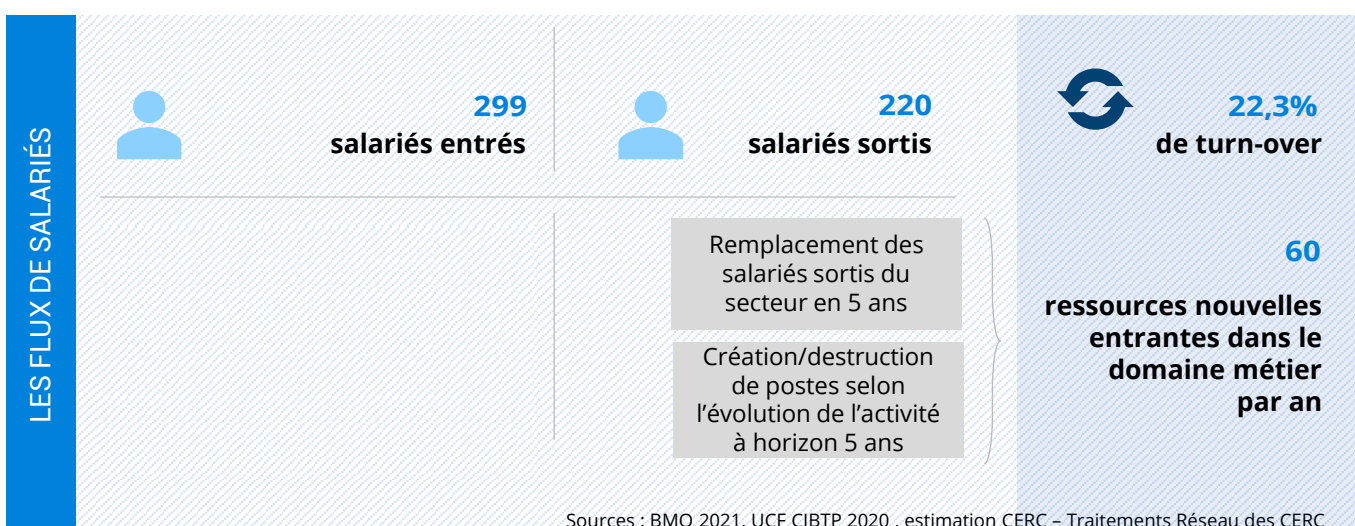 LES FLUX DE SALARIÉS
299
salariés entrés
220
salariés sortis
22,3%
de turn-over
Remplacement des
salariés sortis du
secteur en 5 ans
Création/destruction
de postes selon
l'évolution de l'activité
à horizon 5 ans
60
ressources nouvelles
entrantes dans le
domaine métier
par an
Sources : BMO 2021, UCF CIBTP 2020 , estimation CERC – Traitements Réseau des CERC